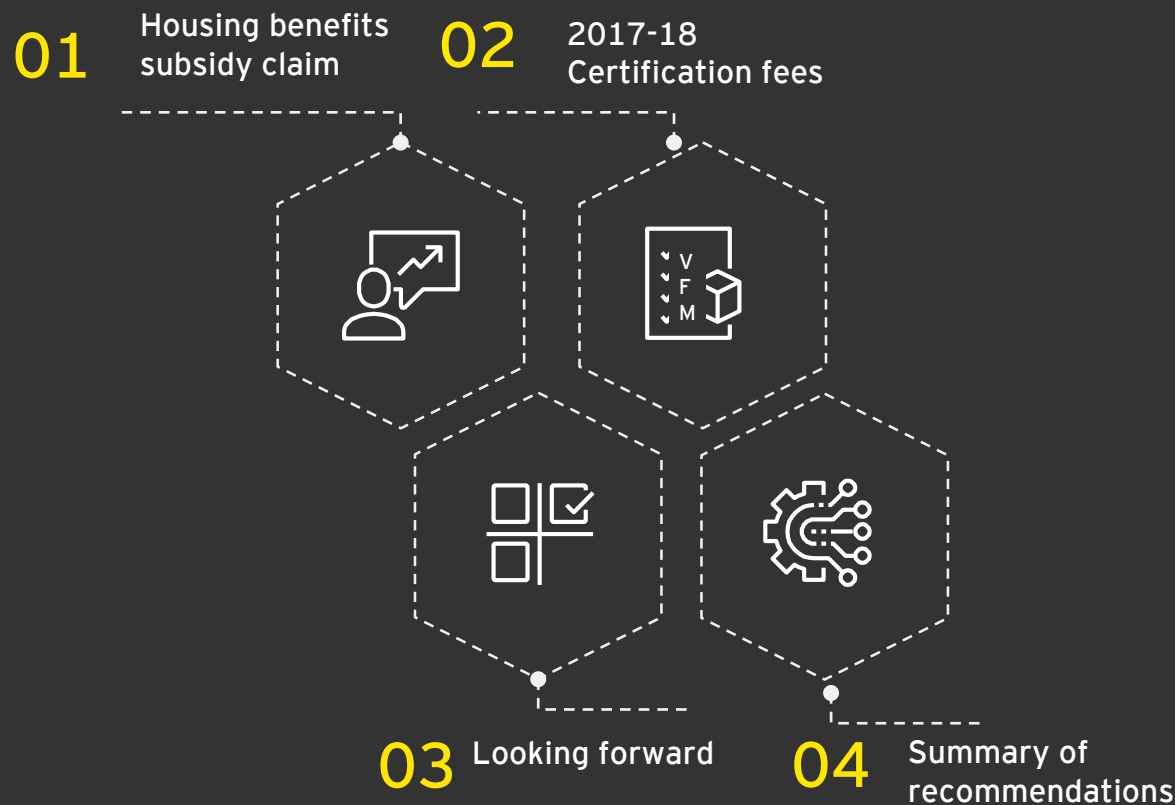 01
Housing benefits
subsidy claim
02
2017-18
Certification fees
V
F
M
03
Looking forward
04
Summary of
recommendations